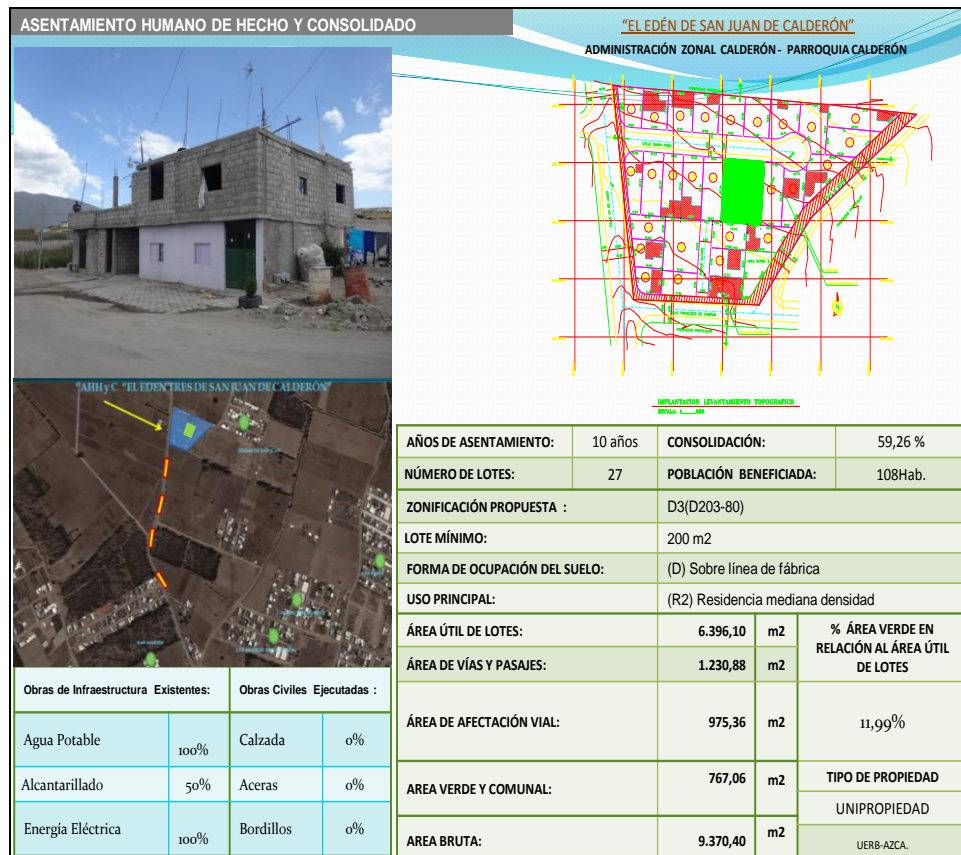 ASENTAMIENTO HUMANO DE HECHO Y CONSOLIDADO
“EL EDÉN DE SAN JUAN DE CALDERÓN”
ADMINISTRACIÓN ZONAL CALDERÓN - PARROQUIA CALDERÓN
IMPLANTACION LEVANTAMIENTO TOPOGRAFICO
"AHH y C "EL EDEN TRES DE SAN JUAN DE CALDERÓN"
AÑOS DE ASENTAMIENTO: 10 años CONSOLIDACIÓN: 59,26 %
NÚMERO DE LOTES: 27 POBLACIÓN BENEFICIADA: 108Hab.
ZONIFICACIÓN PROPUESTA : D3(D203-80)
LOTE MÍNIMO: 200 m2
FORMA DE OCUPACIÓN DEL SUELO: (D) Sobre línea de fábrica
USO PRINCIPAL: (R2) Residencia mediana densidad
ÁREA ÚTIL DE LOTES: 6.396,10 m2
% ÁREA VERDE EN
RELACIÓN AL ÁREA ÚTIL
DE LOTES
ÁREA DE VÍAS Y PASAJES: 1.230,88 m2
ÁREA DE AFECTACIÓN VIAL: 975,36 m2 11,99%
AREA VERDE Y COMUNAL: 767,06 m2
TIPO DE PROPIEDAD
UNIPROPIEDAD
AREA BRUTA: 9.370,40 m2
UERB-AZCA.
Obras de Infraestructura Existentes: Obras Civiles Ejecutadas :
Agua Potable 100% Calzada 0%
Alcantarillado 50% Aceras 0%
Energía Eléctrica 100% Bordillos 0%